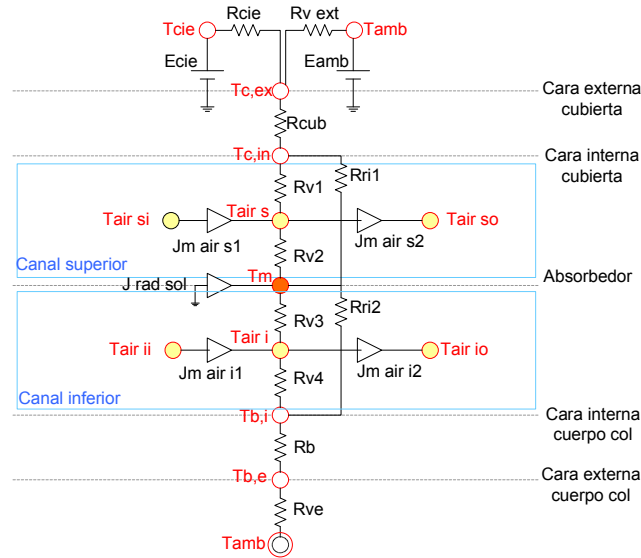 Rcie
Rv ext
Tcie
Tamb
Ecie
Eamb
Tc,ex
Cara externa
cubierta
Rcub
Tc,in
Cara interna
cubierta
Rv1
Rri1
Tair si
Tair s
Tair so
Jm air s1
Jm air s2
Rv2
Canal superior
J rad sol
Tm
Absorbedor
Rv3
Rri2
Tair ii
Tair i
Tair io
Jm air i1
Jm air i2
Rv4
Canal inferior
Tb,i
Cara interna
cuerpo col
Rb
Tb,e
Cara externa
cuerpo col
Rve
Tamb